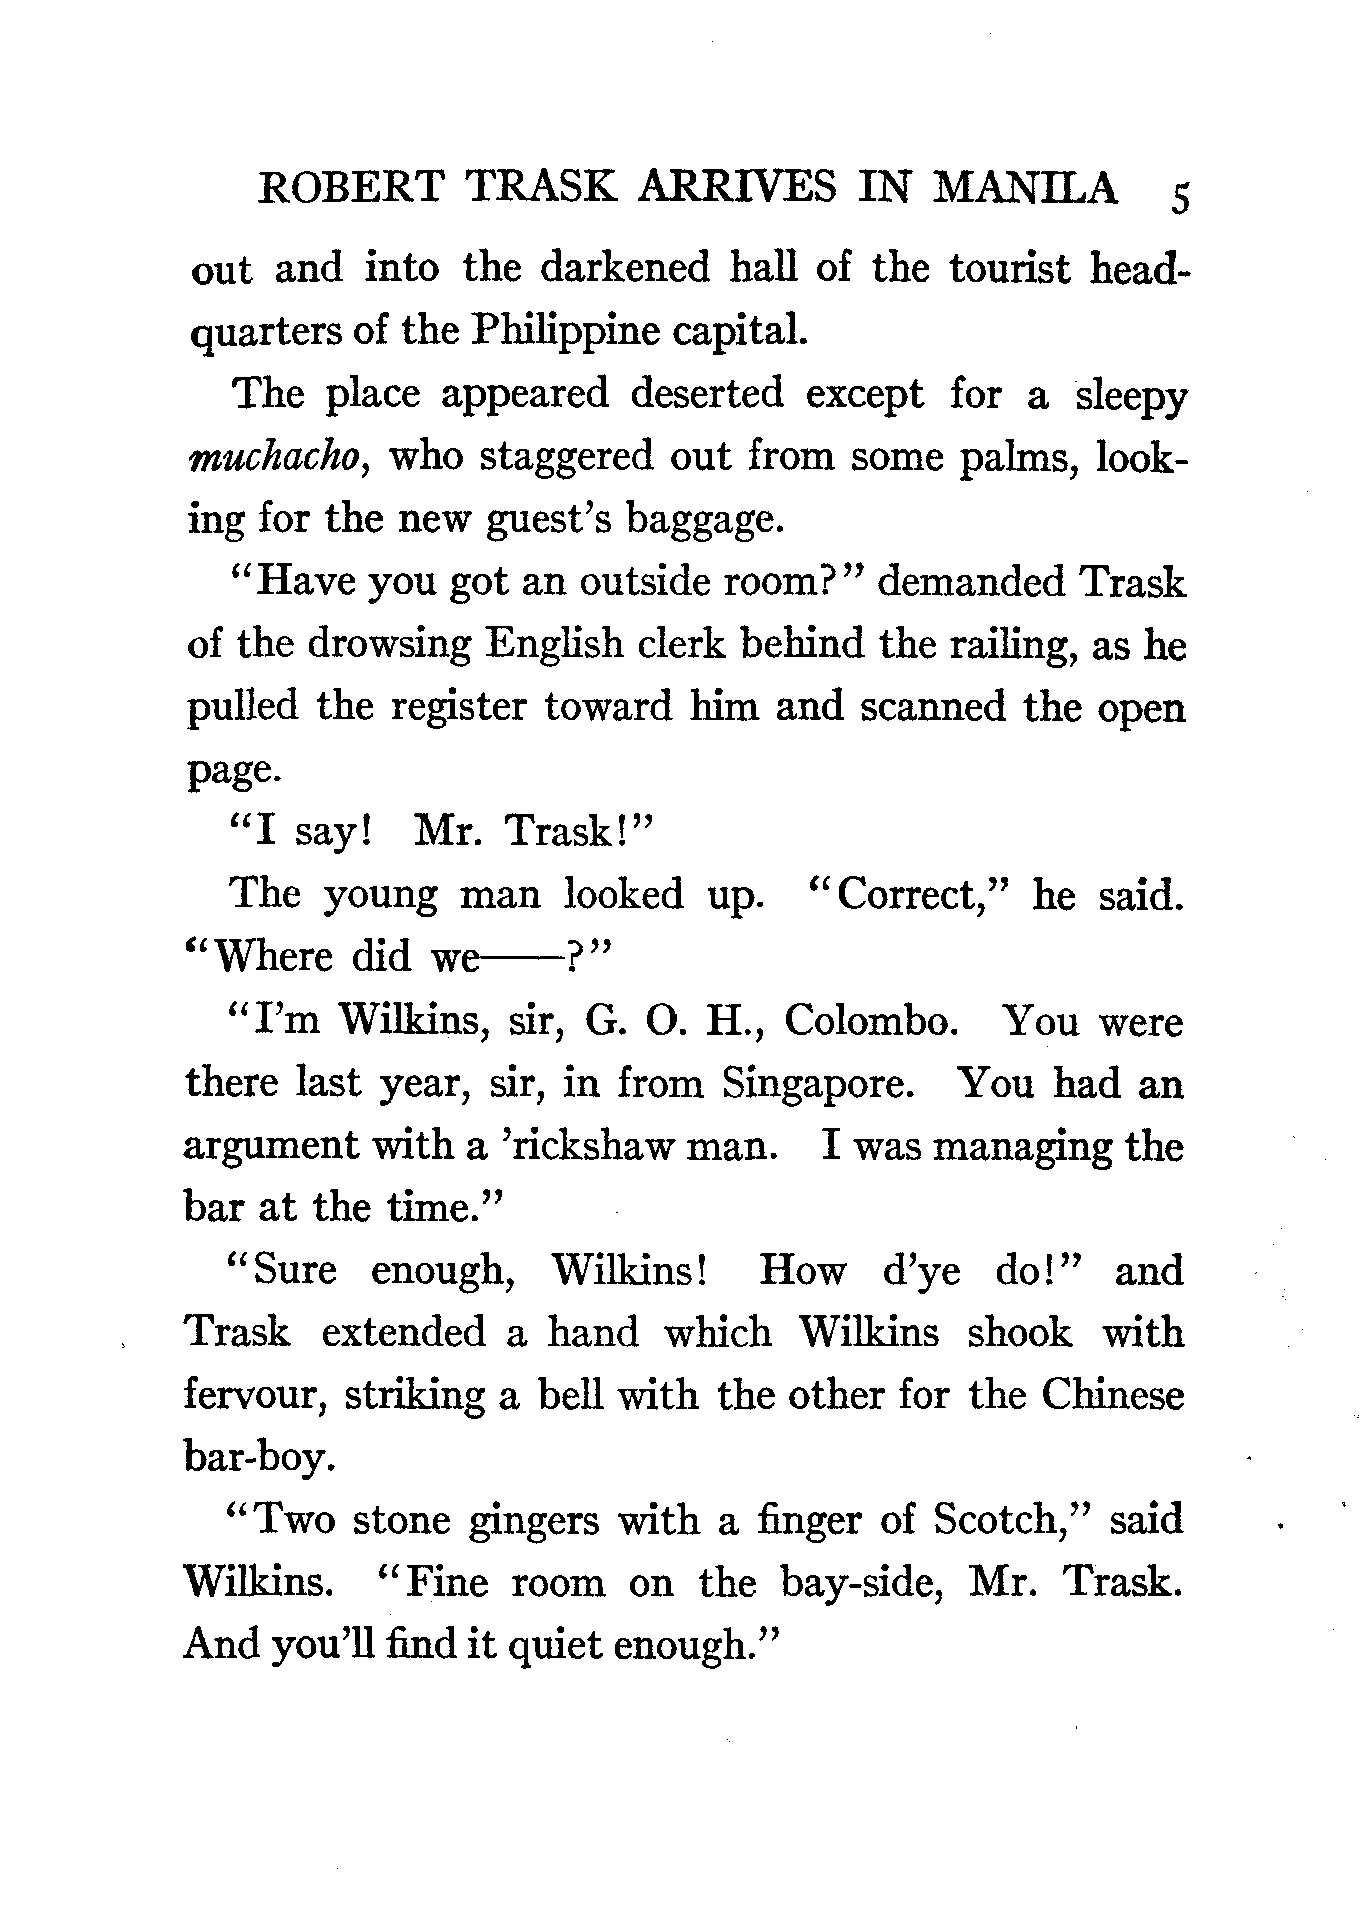 ROBERT TRASK ARRIVES IN MANILA 5
out and into the darkened hall of the tourist head-
quarters of the Philippine capital.
The place appeared deserted except for a sleepy
muchacho, who staggered out from some palms, look-
ing for the new guest's baggage.
"Have you got an outside room?" demanded Trask
of the drowsing English clerk behind the railing, as he
pulled the register toward him and scanned the open
page.
"I say! Mr. Trask!"
The young man looked up. "Correct," he said.
"Where did we——?"
"I'm Wilkins, sir, G. O. H., Colombo. You were
there last year, sir, in from Singapore. You had an
argument with a 'rickshaw man. I was managing the
bar at the time."
"Sure enough, Wilkins! How d'ye do!" and
Trask extended a hand which Wilkins shook with
fervour, striking a bell with the other for the Chinese
bar-boy.
"Two stone gingers with a finger of Scotch," said
Wilkins. "Fine room on the bay-side, Mr. Trask.
And you'll find it quiet enough."